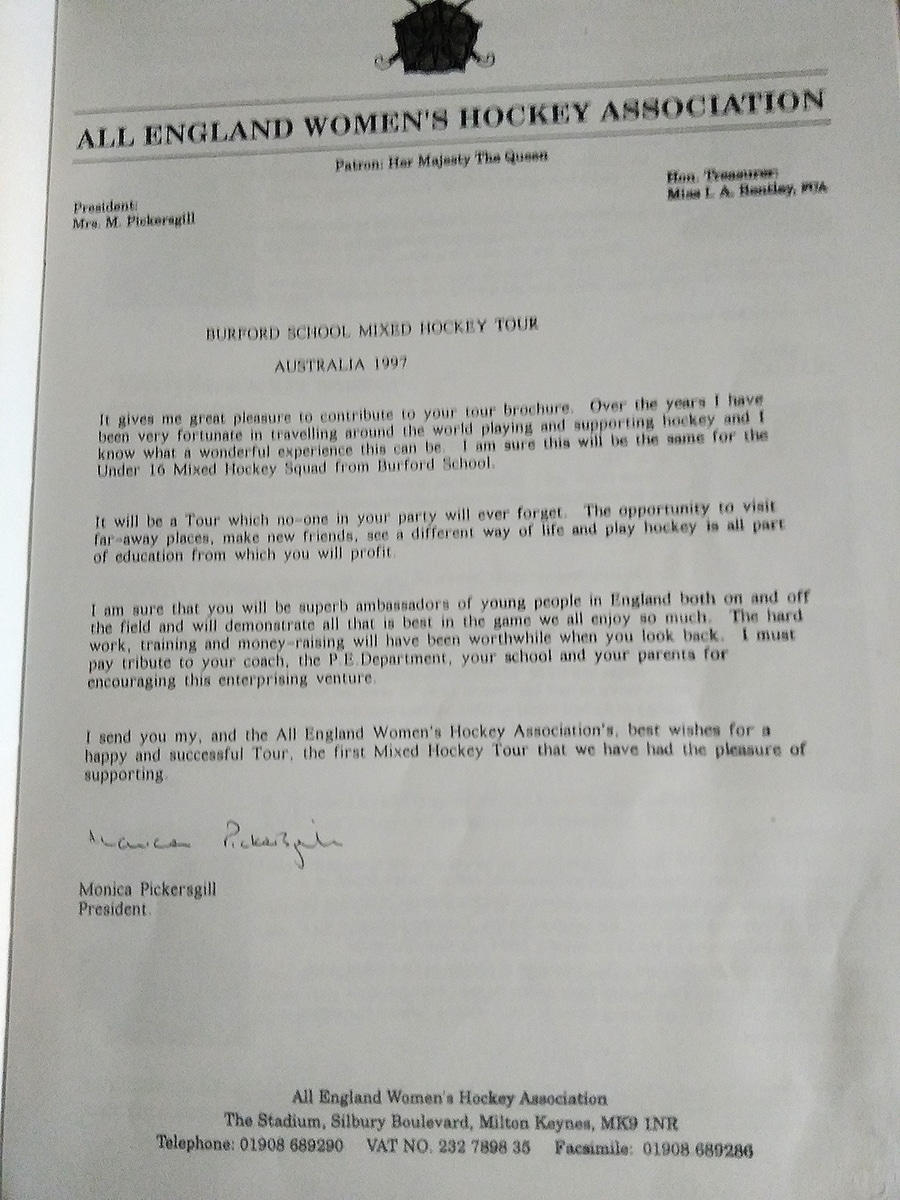 ALL ENGLAND WOMEN'S HOCKEY ASSOCIATION
Patron: Her Majesty The Queen
President:
Mrs. M. Pickersgill
Hon. Treasurer:
Miss I. A. Bentley, FCA
BURFORD SCHOOL MIXED HOCKEY TOUR
AUSTRALIA 1997
It gives me great pleasure to contribute to your tour brochure. Over the years I have
been very fortunate in travelling around the world playing and supporting hockey and I
know what a wonderful experience this can be. I am sure this will be the same for the
Under 16 Mixed Hockey Squad from Burford School.
It will be a Tour which no-one in your party will ever forget. The opportunity to visit
far-away places, make new friends, see a different way of life and play hockey is all part
of education from which you will profit.
I am sure that you will be superb ambassadors of young people in England both on and off
the field and will demonstrate all that is best in the game we all enjoy so much. The hard
work, training and money-raising will have been worthwhile when you look back. I must
pay tribute to your coach, the P.E.Department, your school and your parents for
encouraging this enterprising venture.
I send you my, and the All England Women's Hockey Association's, best wishes for a
happy and successful Tour, the first Mixed Hockey Tour that we have had the pleasure of
supporting.
Monica Pickersgill
Monica Pickersgill
President.
All England Women's Hockey Association
The Stadium, Silbury Boulevard, Milton Keynes, MK9 1NR
Telephone: 01908 689290 VAT NO. 232 7898 35 Facsimile: 01908 689286